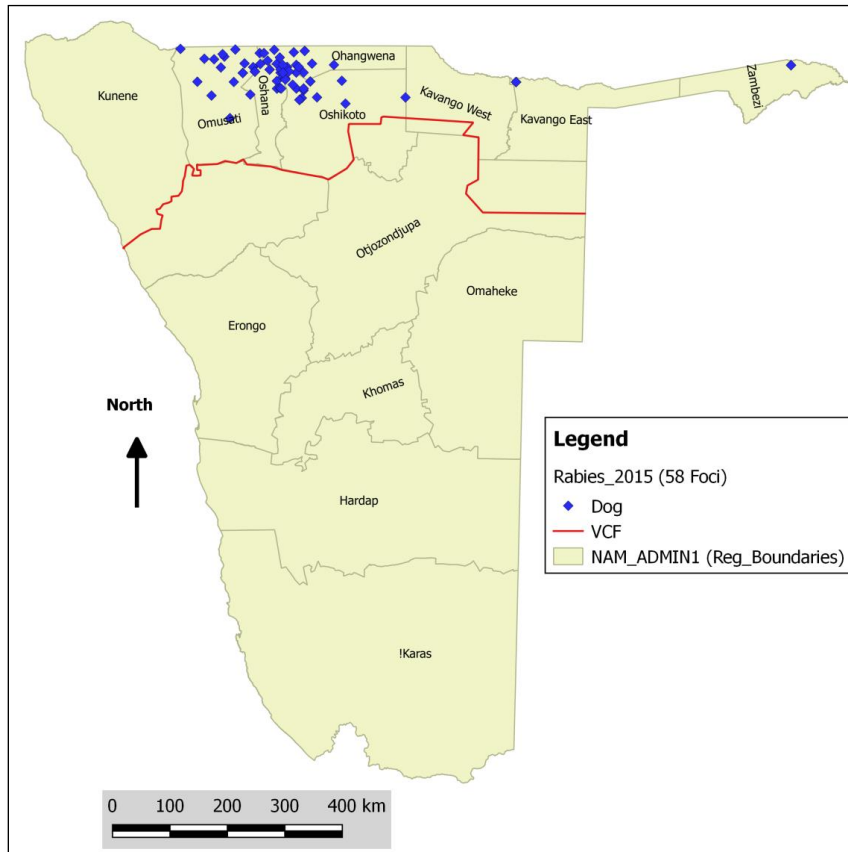 Ohangwena
Kunene
Oshana
Zambezi
Kavango West
Omusati
Oshikoto
Kavango East
Otjozondjupa
Omaheke
Erongo
Khomas
North
Legend
Rabies_2015 (58 Foci)
Dog
VCF
NAM_ADMIN1 (Reg_Boundaries)
Hardap
!Karas
0 100 200 300 400 km